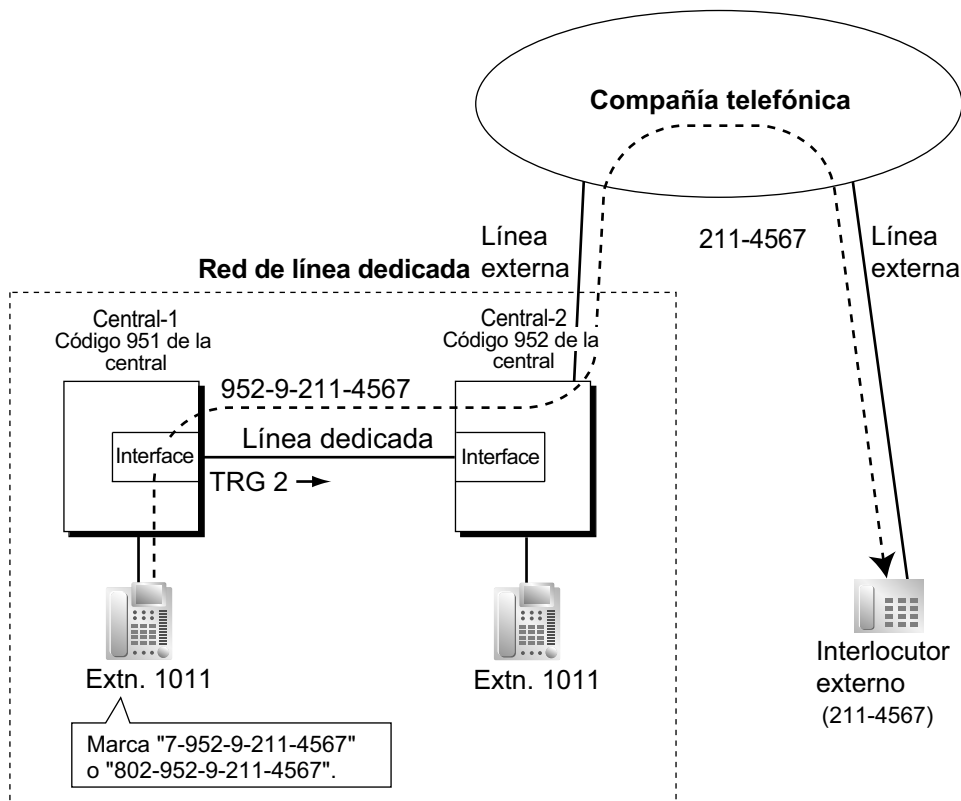 Compañía telefónica
Línea
externa
211-4567
Línea
externa
Red de línea dedicada
Central-1
Código 951 de la
central
Central-2
Código 952 de la
central
952-9-211-4567
Línea dedicada
Interface
Interface
TRG 2
Extn. 1011
Extn. 1011
Interlocutor
externo
(211-4567)
Marca "7-952-9-211-4567"
o "802-952-9-211-4567".